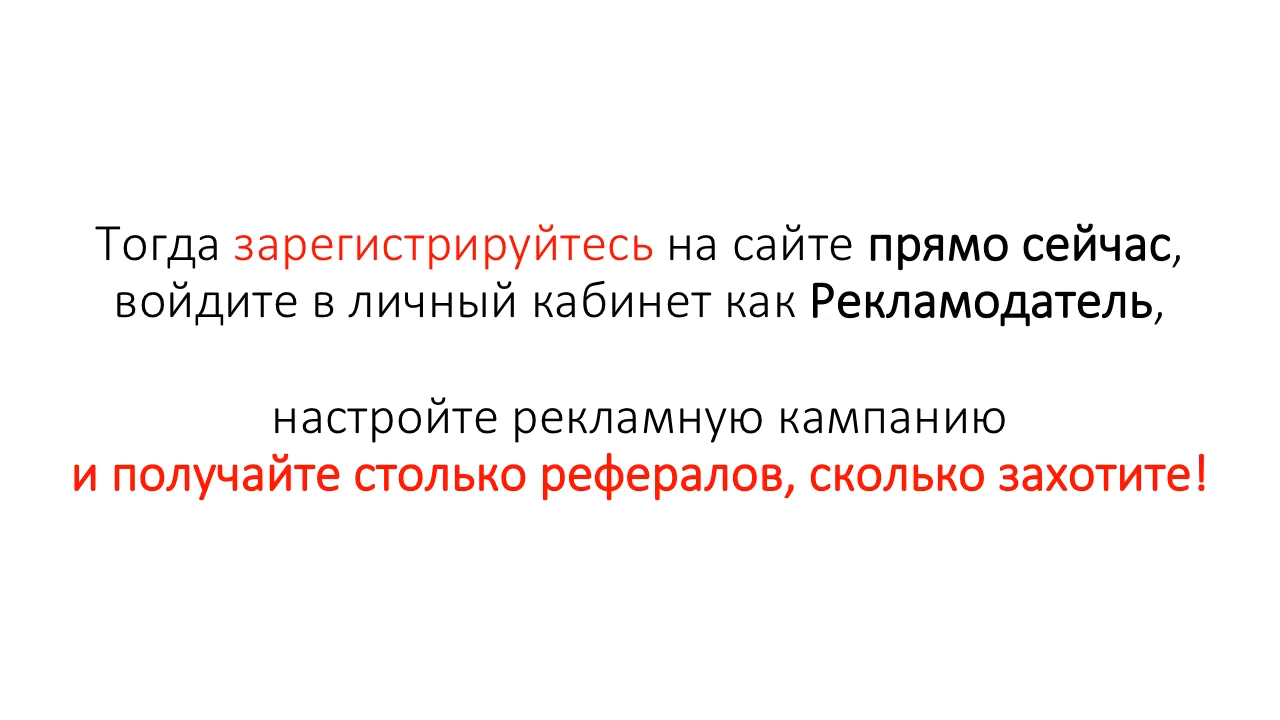 Тогда зарегистрируйтесь на сайте прямо сейчас,
войдите в личный кабинет как Рекламодатель,
настройте рекламную кампанию
и получайте столько рефералов, сколько захотите!